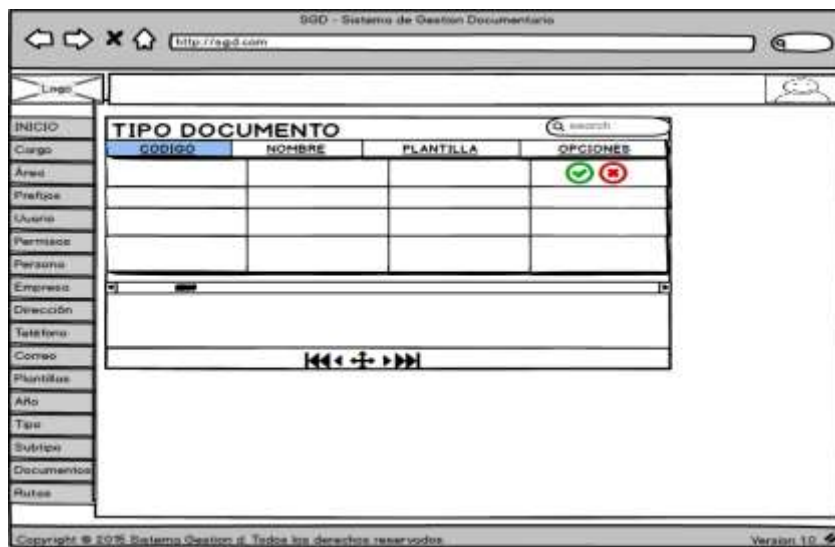 SGD - Sistema de Gestion Documentario
http://sgd.com
Logo
INICIO
Cargo
Área
Prefijos
Usuario
Permisos
Persona
Empresa
Dirección
Teléfono
Correo
Plantillas
Año
Tipo
Subtipo
Documentos
Rutas
TIPO DOCUMENTO
search
CODIGO NOMBRE PLANTILLA OPCIONES
Copyright © 2015 Sistema Gestion d. Todos los derechos reservados
Version 1.0